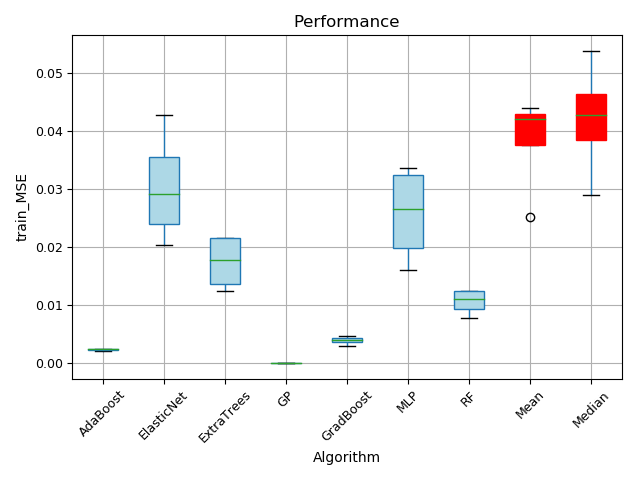 Performance
train_MSE
0.05
0.04
0.03
0.02
0.01
0.00
AdaBoost
ElasticNet
ExtraTrees
GP
GradBoost
MLP
RF
Mean
Median
Algorithm